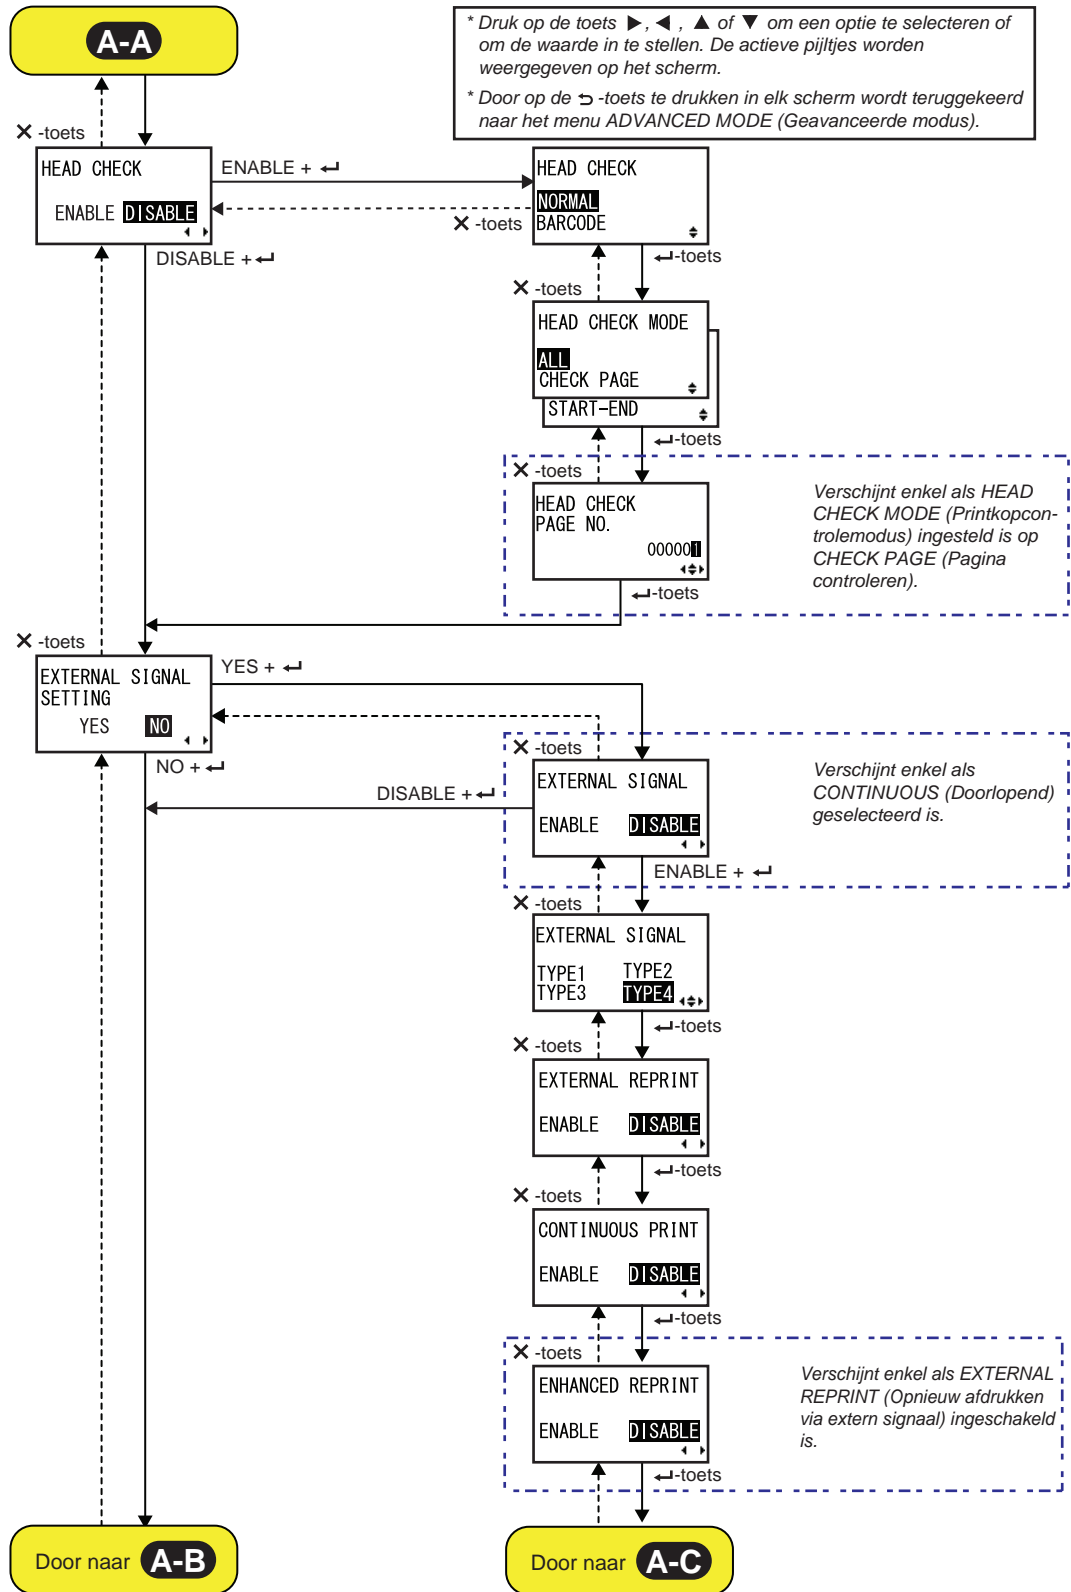 A-A
* Druk op de toets ▶, ◀, ▲ of ▼ om een optie te selecteren of
om de waarde in te stellen. De actieve pijltjes worden
weergegeven op het scherm.
* Door op de ⮌ -toets te drukken in elk scherm wordt teruggekeerd
naar het menu ADVANCED MODE (Geavanceerde modus).
✕ -toets
HEAD CHECK
ENABLE DISABLE
ENABLE + ↵
HEAD CHECK
NORMAL
BARCODE
✕ -toets
DISABLE + ↵
↵-toets
✕ -toets
HEAD CHECK MODE
ALL
CHECK PAGE
START-END
↵-toets
✕ -toets
HEAD CHECK
PAGE NO.
000001
Verschijnt enkel als HEAD
CHECK MODE (Printkopcon-
trolemodus) ingesteld is op
CHECK PAGE (Pagina
controleren).
↵-toets
✕ -toets
EXTERNAL SIGNAL
SETTING
YES NO
YES + ↵
NO + ↵
✕ -toets
EXTERNAL SIGNAL
ENABLE DISABLE
Verschijnt enkel als
CONTINUOUS (Doorlopend)
geselecteerd is.
DISABLE + ↵
ENABLE + ↵
✕ -toets
EXTERNAL SIGNAL
TYPE1 TYPE2
TYPE3 TYPE4
↵-toets
✕ -toets
EXTERNAL REPRINT
ENABLE DISABLE
↵-toets
✕ -toets
CONTINUOUS PRINT
ENABLE DISABLE
↵-toets
✕ -toets
ENHANCED REPRINT
ENABLE DISABLE
Verschijnt enkel als EXTERNAL
REPRINT (Opnieuw afdrukken
via extern signaal) ingeschakeld
is.
↵-toets
Door naar A-B
Door naar A-C